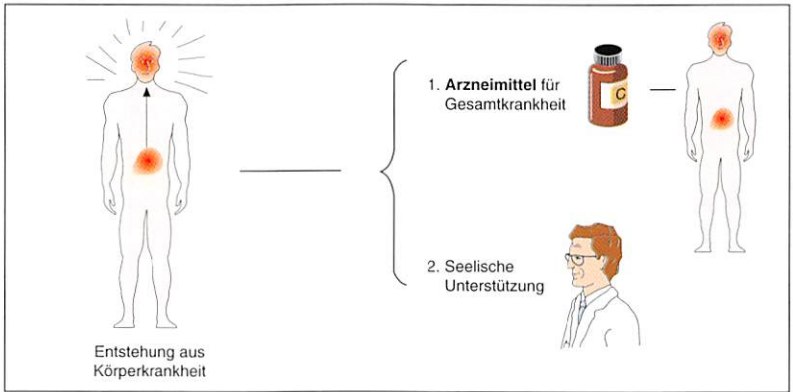 1. Arzneimittel für
Gesamtkrankheit
C
2. Seelische
Unterstützung
Entstehung aus
Körperkrankheit